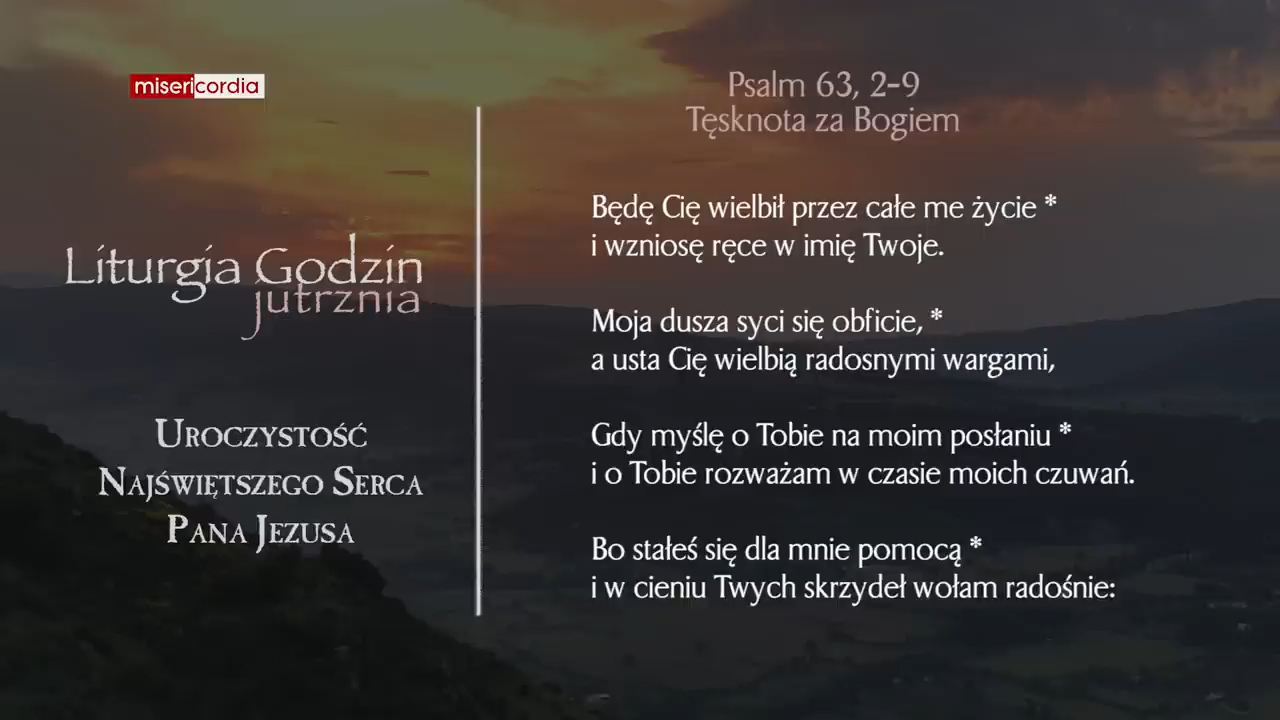 misericordia
Liturgia Godzin
jutrznia
Uroczystość
Najświętszego Serca
Pana Jezusa
Psalm 63, 2-9
Tęsknota za Bogiem
Będę Cię wielbił przez całe me życie *
i wzniosę ręce w imię Twoje.
Moja dusza syci się obficie, *
a usta Cię wielbią radosnymi wargami,
Gdy myślę o Tobie na moim posłaniu *
i o Tobie rozważam w czasie moich czuwań.
Bo stałeś się dla mnie pomocą *
i w cieniu Twych skrzydeł wołam radośnie: